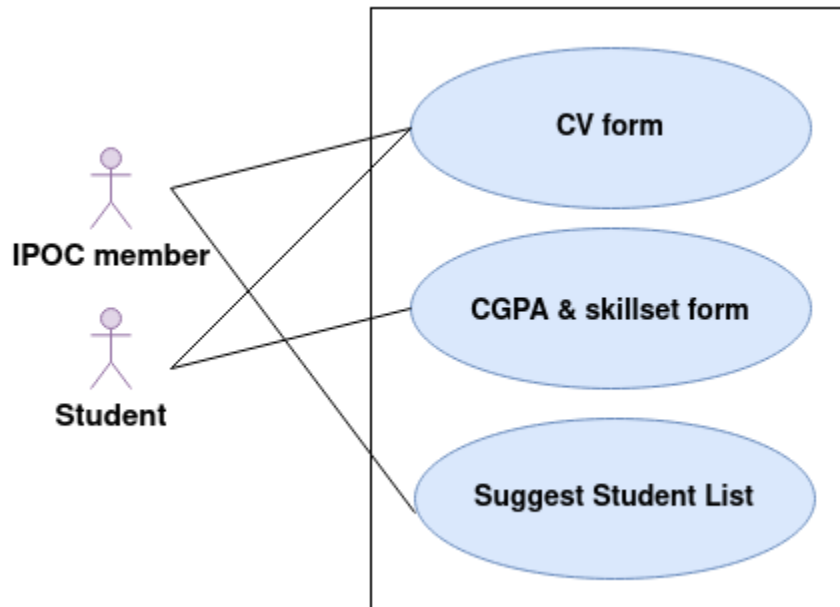 CV form
IPOC member
CGPA & skillset form
Student
Suggest Student List